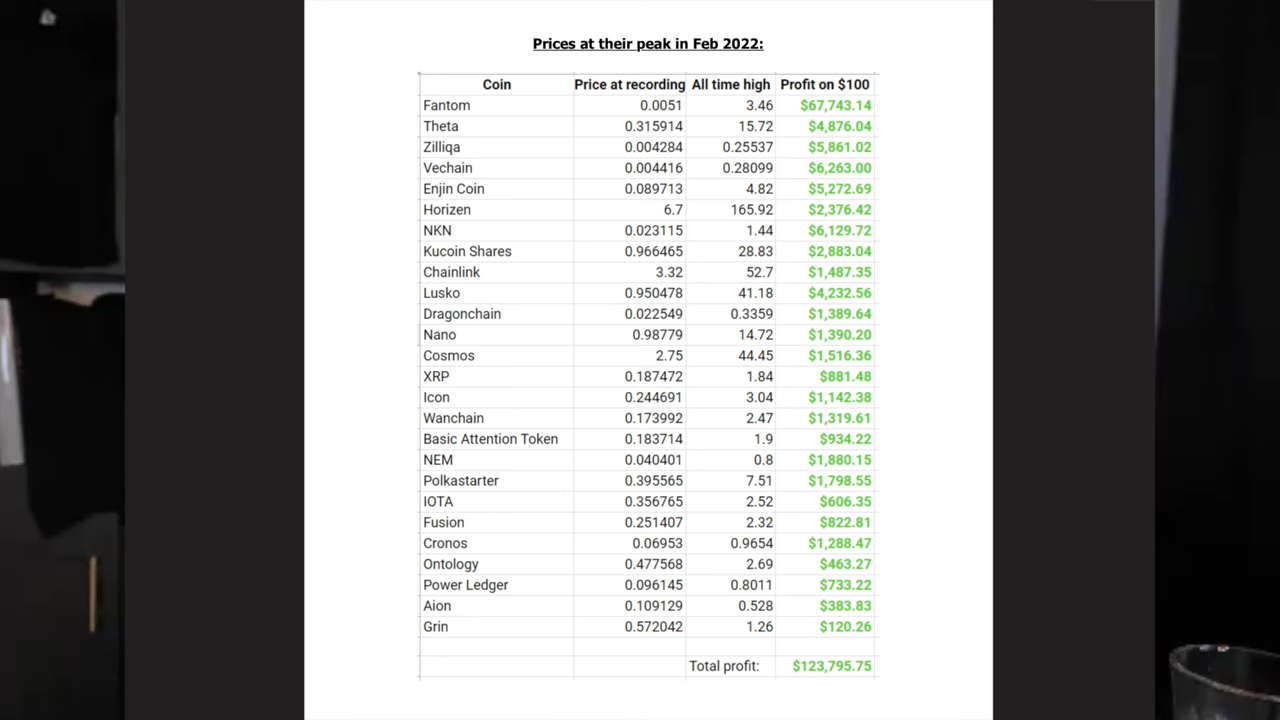 Prices at their peak in Feb 2022:
Coin Price at recording All time high Profit on $100
Fantom 0.0051 3.46 $67,743.14
Theta 0.315914 15.72 $4,876.04
Zilliqa 0.004284 0.25537 $5,861.02
Vechain 0.004416 0.28099 $6,263.00
Enjin Coin 0.089713 4.82 $5,272.69
Horizen 6.7 165.92 $2,376.42
NKN 0.023115 1.44 $6,129.72
Kucoin Shares 0.966465 28.83 $2,883.04
Chainlink 3.32 52.7 $1,487.35
Lusko 0.950478 41.18 $4,232.56
Dragonchain 0.022549 0.3359 $1,389.64
Nano 0.98779 14.72 $1,390.20
Cosmos 2.75 44.45 $1,516.36
XRP 0.187472 1.84 $881.48
Icon 0.244691 3.04 $1,142.38
Wanchain 0.173992 2.47 $1,319.61
Basic Attention Token 0.183714 1.9 $934.22
NEM 0.040401 0.8 $1,880.15
Polkastarter 0.395565 7.51 $1,798.55
IOTA 0.356765 2.52 $606.35
Fusion 0.251407 2.32 $822.81
Cronos 0.06953 0.9654 $1,288.47
Ontology 0.477568 2.69 $463.27
Power Ledger 0.096145 0.8011 $733.22
Aion 0.109129 0.528 $383.83
Grin 0.572042 1.26 $120.26
Total profit: $123,795.75